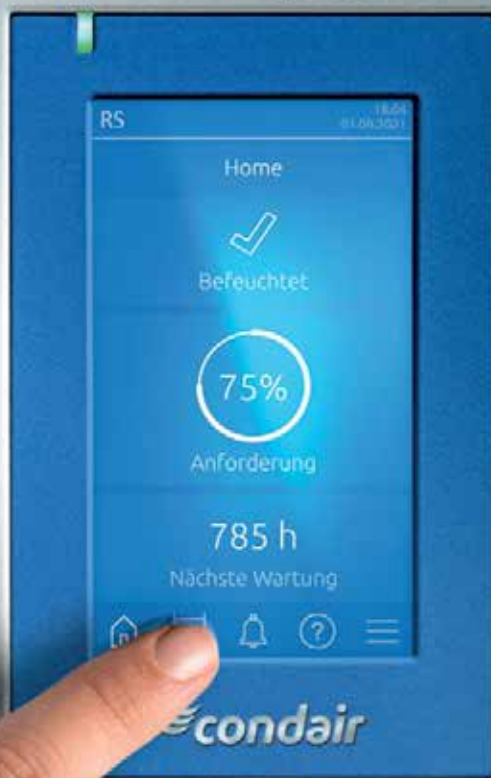 RS
Home
Befeuchtet
75%
Anforderung
785 h
Nächste Wartung
?
condair